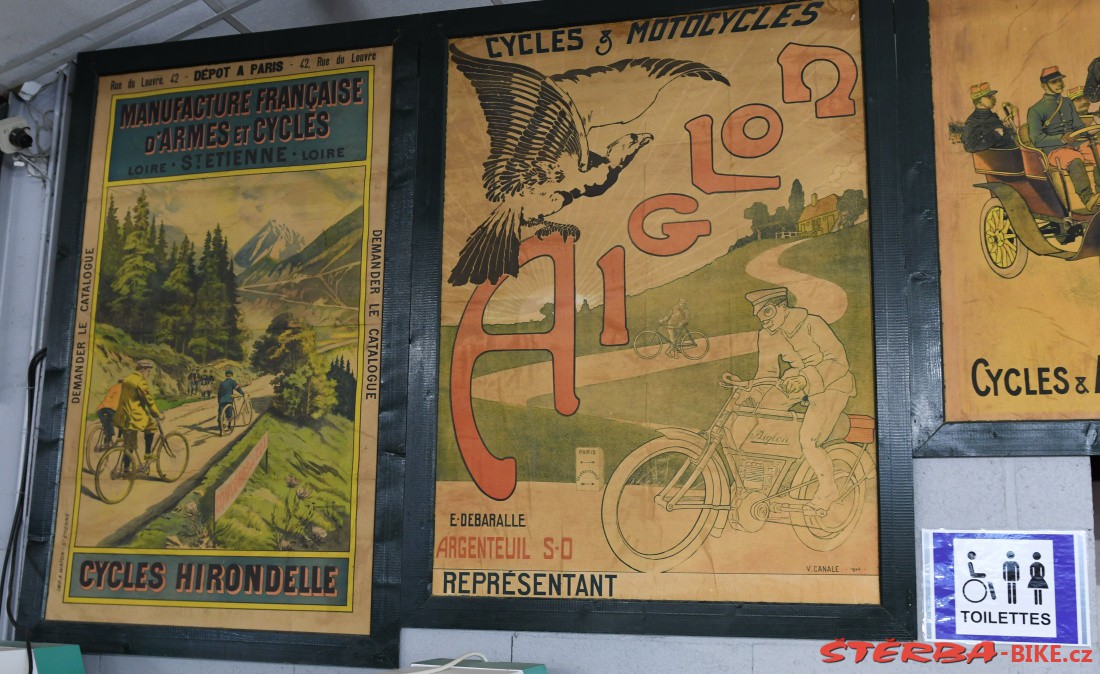 Rue du Louvre, 42 - DÉPOT A PARIS - 42, Rue du Louvre
MANUFACTURE FRANÇAISE
D'ARMES ET CYCLES
LOIRE · ST ETIENNE · LOIRE
DEMANDER LE CATALOGUE
DEMANDER LE CATALOGUE
CYCLES HIRONDELLE
CYCLES & MOTOCYCLES
AIGLON
Aiglon
PARIS
E·DEBARALLE
ARGENTEUIL S-O
REPRÉSENTANT
V. CANALE
CYCLES &
TOILETTES
ŠTĚRBA-BIKE.cz